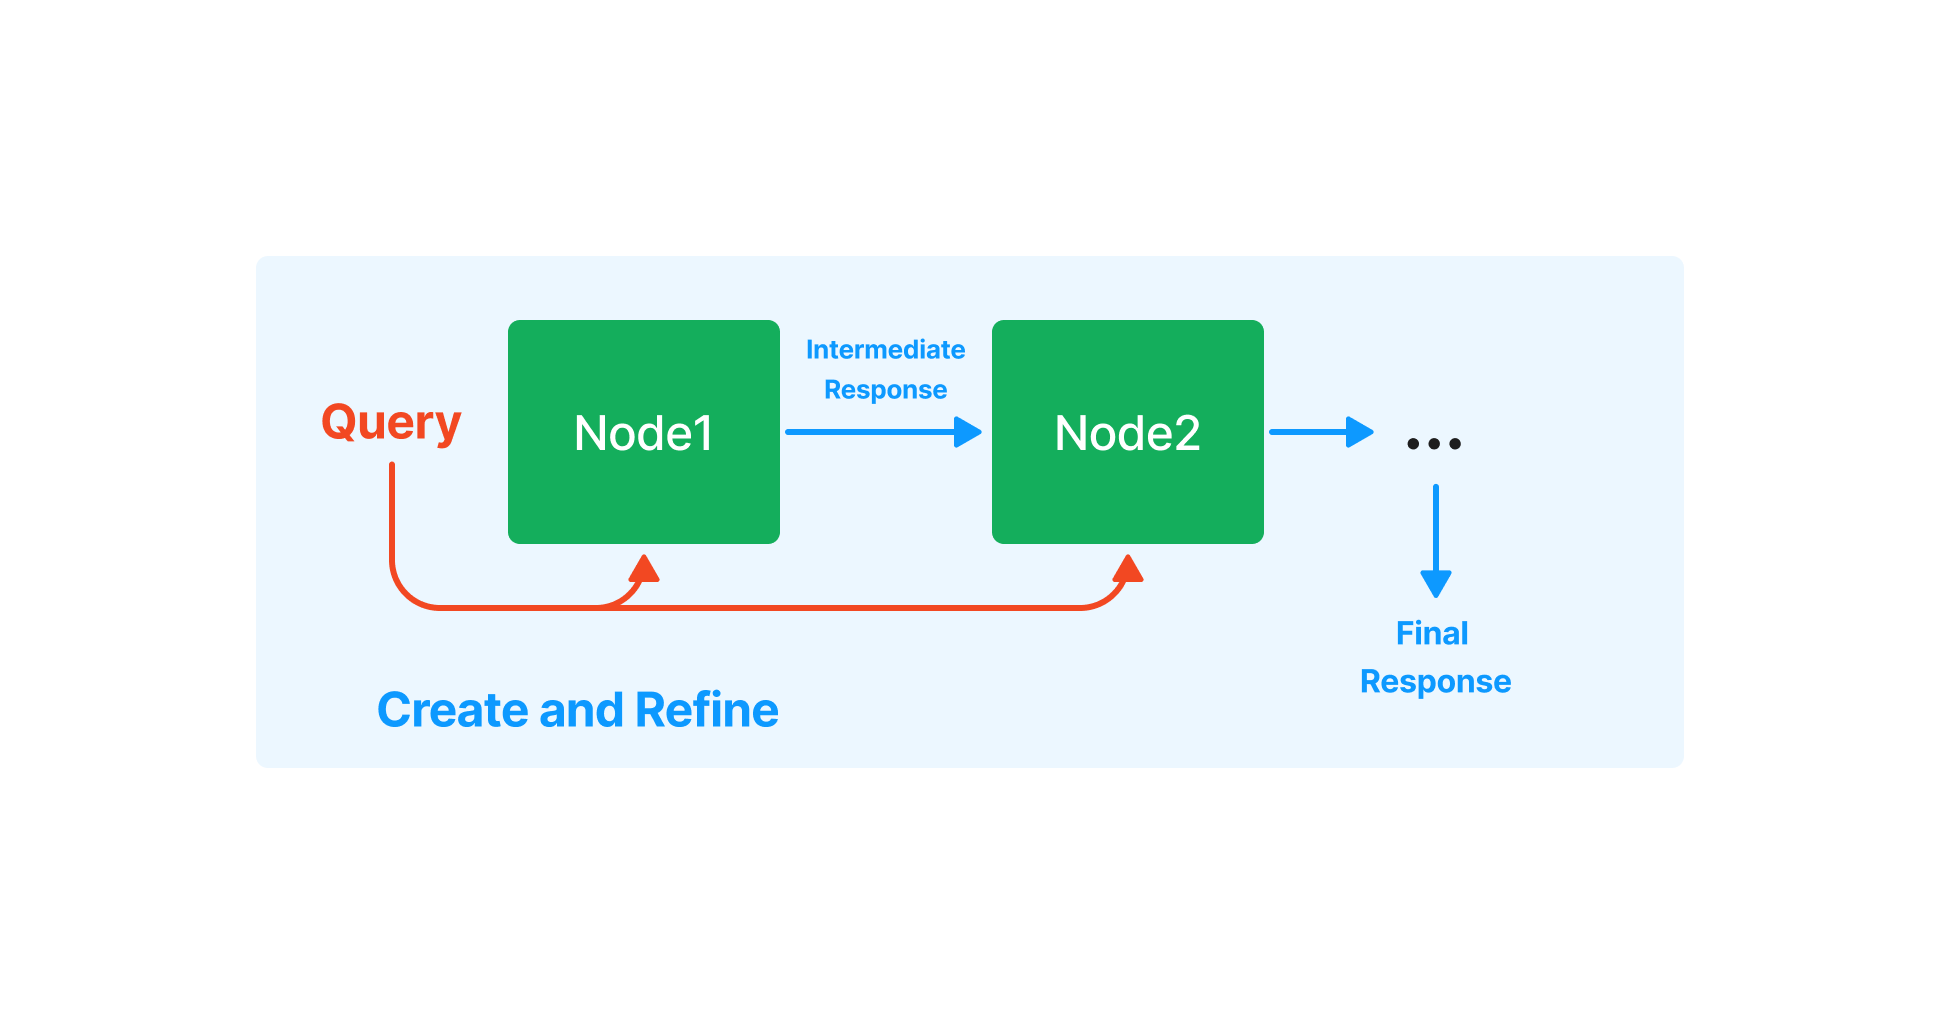 Query
Node1
Intermediate
Response
Node2
...
Final
Response
Create and Refine